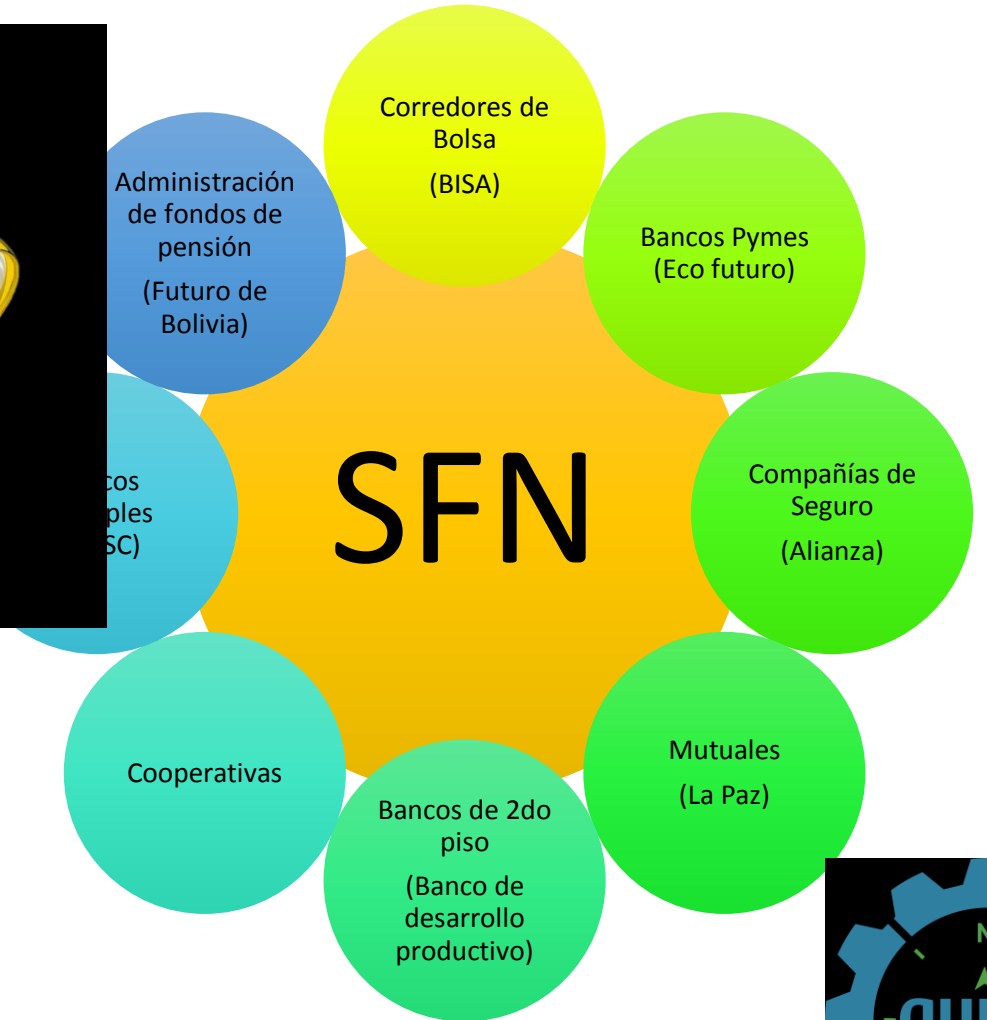 Corredores de
Bolsa
(BISA)
Administración
de fondos de
pensión
(Futuro de
Bolivia)
Bancos Pymes
(Eco futuro)
SFN
Compañías de
Seguro
(Alianza)
Mutuales
(La Paz)
Bancos de 2do
piso
(Banco de
desarrollo
productivo)
Cooperativas